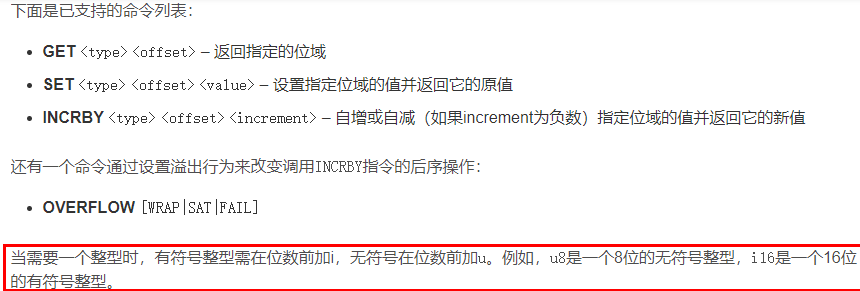 下面是已支持的命令列表：
• GET <type> <offset> – 返回指定的位域
• SET <type> <offset> <value> – 设置指定位域的值并返回它的原值
• INCRBY <type> <offset> <increment> – 自增或自减（如果increment为负数）指定位域的值并返回它的新值
还有一个命令通过设置溢出行为来改变调用INCRBY指令的后序操作：
• OVERFLOW [WRAP|SAT|FAIL]
当需要一个整型时，有符号整型需在位数前加i，无符号在位数前加u。例如，u8是一个8位的无符号整型，i16是一个16位
的有符号整型。